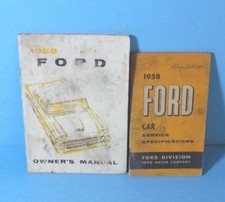 1958
FORD
OWNER'S MANUAL
1958
FORD
CAR
SERVICE
SPECIFICATIONS
FORD DIVISION
FORD MOTOR COMPANY